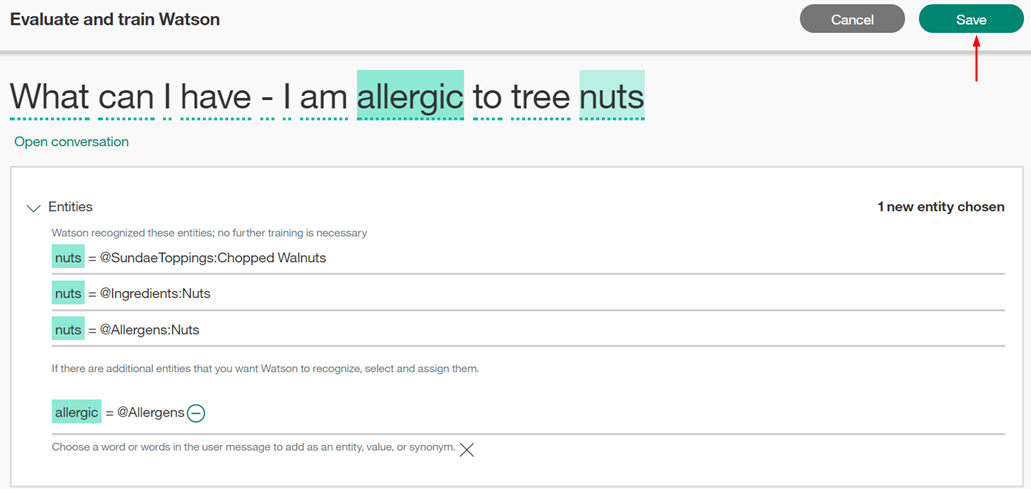 Evaluate and train Watson
Cancel
Save
What can I have - I am allergic to tree nuts
Open conversation
Entities
1 new entity chosen
Watson recognized these entities; no further training is necessary
nuts = @SundaeToppings:Chopped Walnuts
nuts = @Ingredients:Nuts
nuts = @Allergens:Nuts
If there are additional entities that you want Watson to recognize, select and assign them.
allergic = @Allergens
Choose a word or words in the user message to add as an entity, value, or synonym.